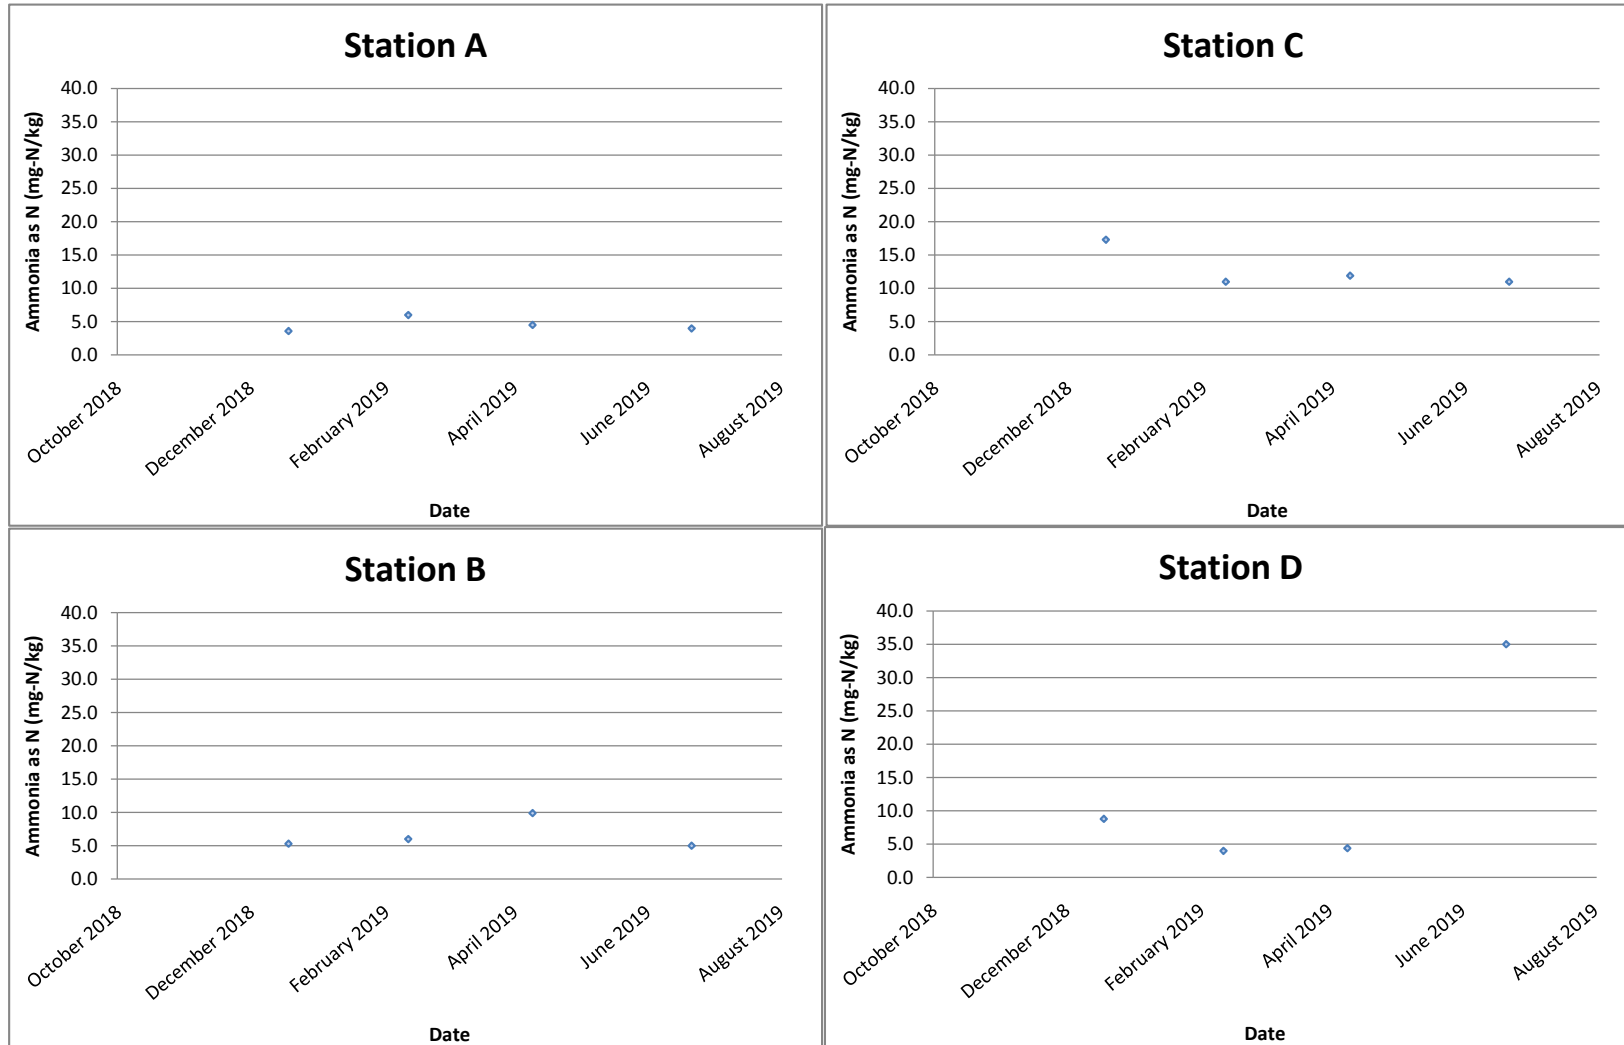 Station A
Ammonia as N (mg-N/kg)
40.0
35.0
30.0
25.0
20.0
15.0
10.0
5.0
0.0
October 2018
December 2018
February 2019
April 2019
June 2019
August 2019
Date
Station C
Ammonia as N (mg-N/kg)
40.0
35.0
30.0
25.0
20.0
15.0
10.0
5.0
0.0
October 2018
December 2018
February 2019
April 2019
June 2019
August 2019
Date
Station B
Ammonia as N (mg-N/kg)
40.0
35.0
30.0
25.0
20.0
15.0
10.0
5.0
0.0
October 2018
December 2018
February 2019
April 2019
June 2019
August 2019
Date
Station D
Ammonia as N (mg-N/kg)
40.0
35.0
30.0
25.0
20.0
15.0
10.0
5.0
0.0
October 2018
December 2018
February 2019
April 2019
June 2019
August 2019
Date